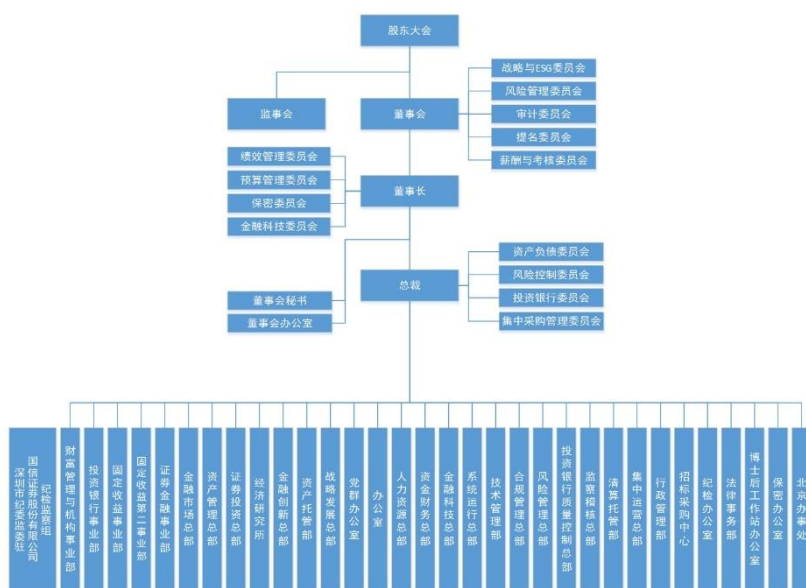 股东大会
监事会
董事会
战略与ESG委员会
风险管理委员会
审计委员会
提名委员会
薪酬与考核委员会
绩效管理委员会
预算管理委员会
保密委员会
金融科技委员会
董事长
董事会秘书
董事会办公室
总裁
资产负债委员会
风险控制委员会
投资银行委员会
集中采购管理委员会
深圳市纪委监委驻
国信证券股份有限公司
纪检监察组
财富管理与机构事业部
投资银行事业部
固定收益事业部
固定收益第二事业部
证券金融事业部
金融市场总部
资产管理总部
证券投资总部
经济研究所
金融创新总部
资产托管部
战略发展总部
党群办公室
办公室
人力资源总部
资金财务总部
金融科技总部
系统运行总部
技术管理部
合规管理总部
风险管理总部
投资银行质量控制总部
监察稽核总部
清算托管总部
集中运营总部
行政管理部
招标采购中心
纪检办公室
法律事务部
博士后工作站办公室
保密办公室
北京办事处